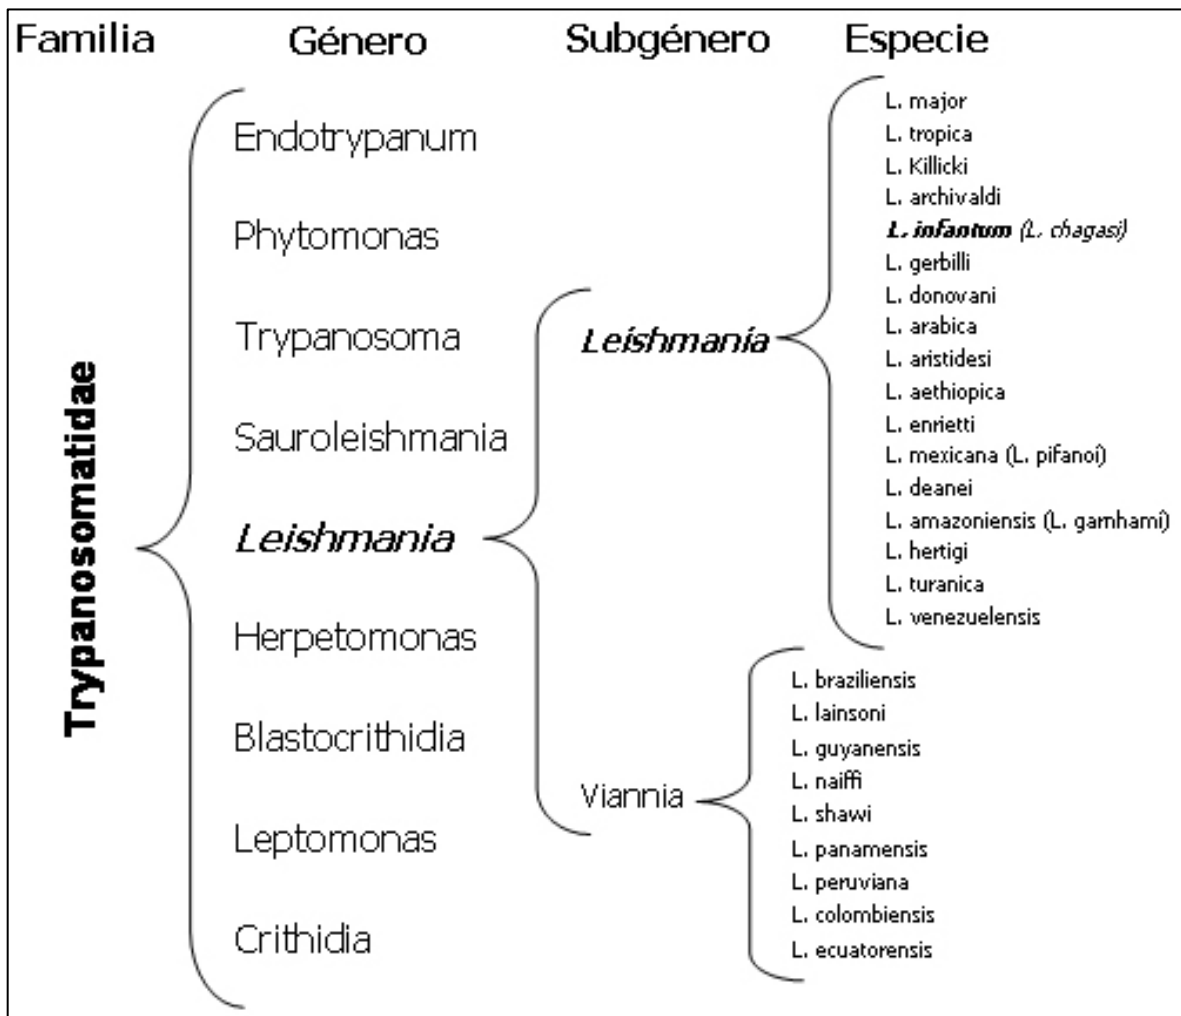 Familia Género Subgénero Especie
Trypanosomatidae
Endotrypanum
Phytomonas
Trypanosoma
Sauroleishmania
Leishmania
Herpetomonas
Blastocrithidia
Leptomonas
Crithidia
Leishmania
Viannia
L. major
L. tropica
L. Killicki
L. archivaldi
L. infantum (L. chagasi)
L. gerbilli
L. donovani
L. arabica
L. aristidesi
L. aethiopica
L. enrietti
L. mexicana (L. pifanoi)
L. deanei
L. amazoniensis (L. garnhami)
L. hertigi
L. turanica
L. venezuelensis
L. braziliensis
L. lainsoni
L. guyanensis
L. naiffi
L. shawi
L. panamensis
L. peruviana
L. colombiensis
L. ecuatorensis